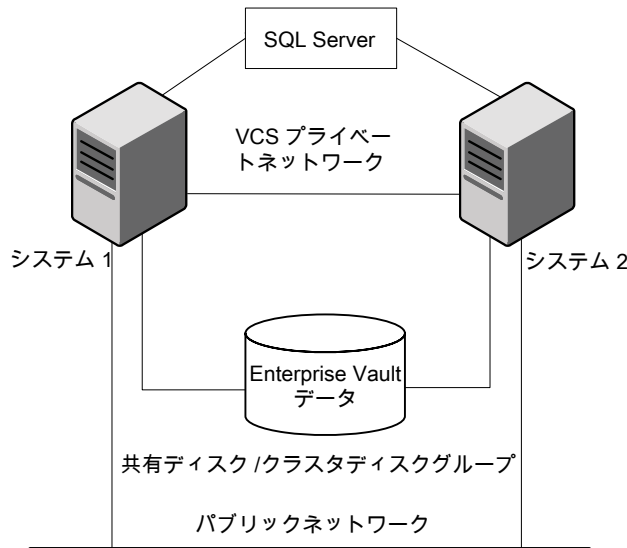 SQL Server
VCS プライベー
トネットワーク
システム 1
システム 2
Enterprise Vault
データ
共有ディスク /クラスタディスクグループ
パブリックネットワーク